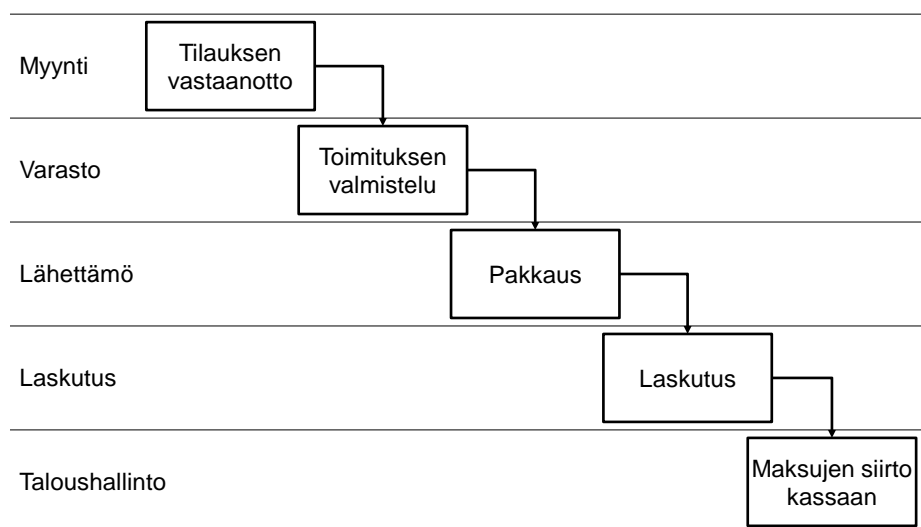 Myynti
Tilauksen
vastaanotto
Varasto
Toimituksen
valmistelu
Lähettämö
Pakkaus
Laskutus
Laskutus
Taloushallinto
Maksujen siirto
kassaan